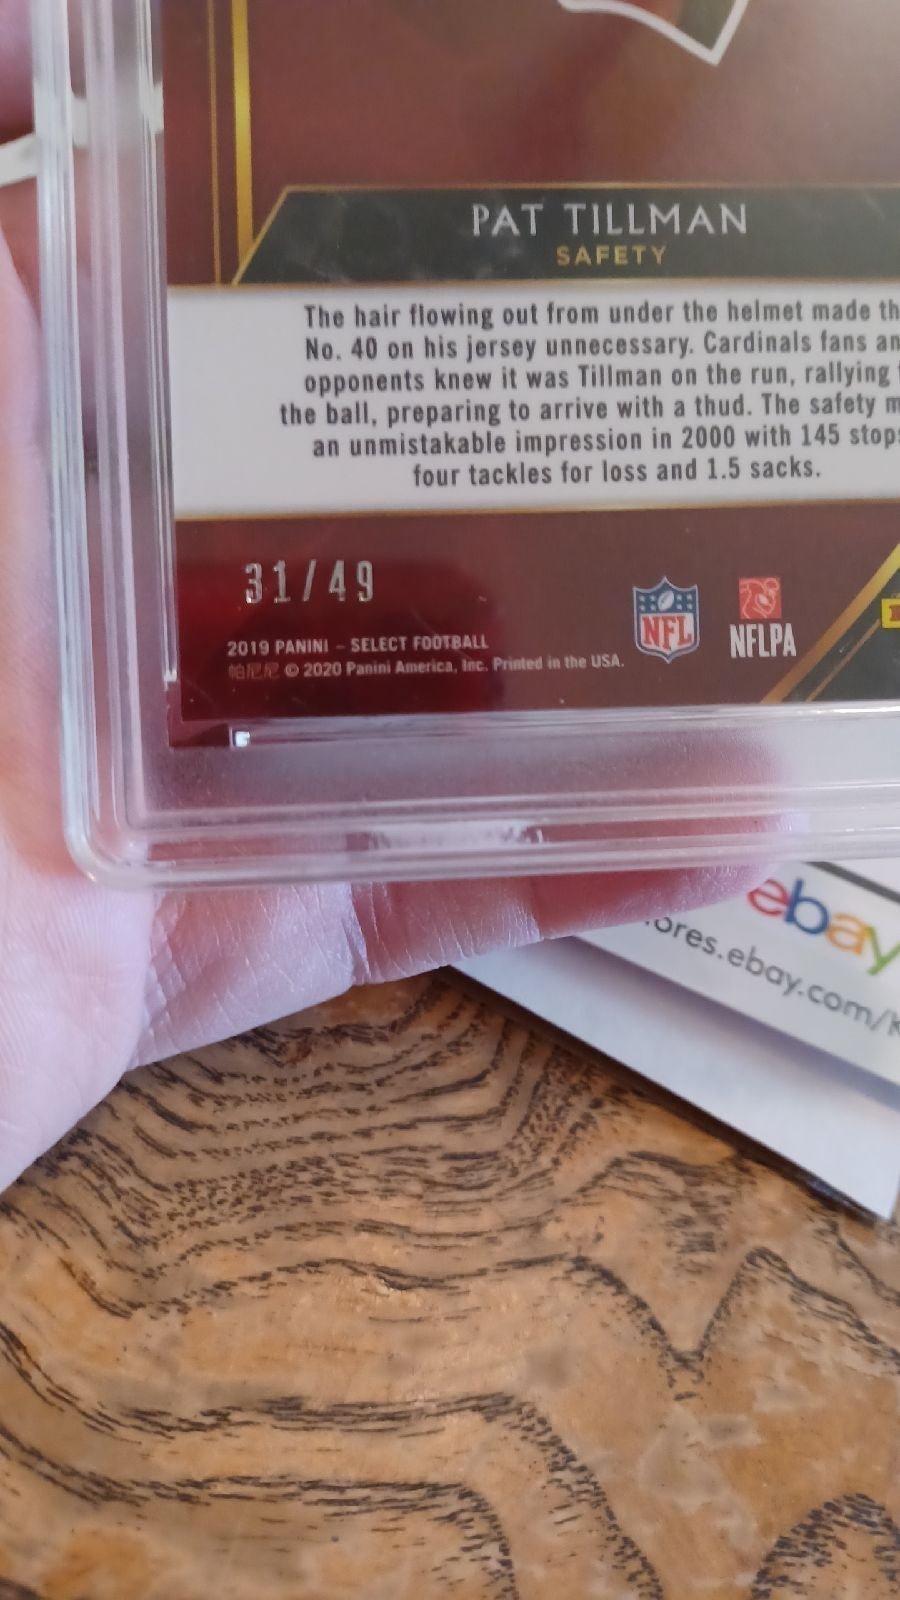 PAT TILLMAN
SAFETY
The hair flowing out from under the helmet made th
No. 40 on his jersey unnecessary. Cardinals fans an
opponents knew it was Tillman on the run, rallying
the ball, preparing to arrive with a thud. The safety m
an unmistakable impression in 2000 with 145 stops
four tackles for loss and 1.5 sacks.
31/49
2019 PANINI – SELECT FOOTBALL
帕尼尼 © 2020 Panini America, Inc. Printed in the USA.
NFL
NFLPA
ebay
ores.ebay.com/K